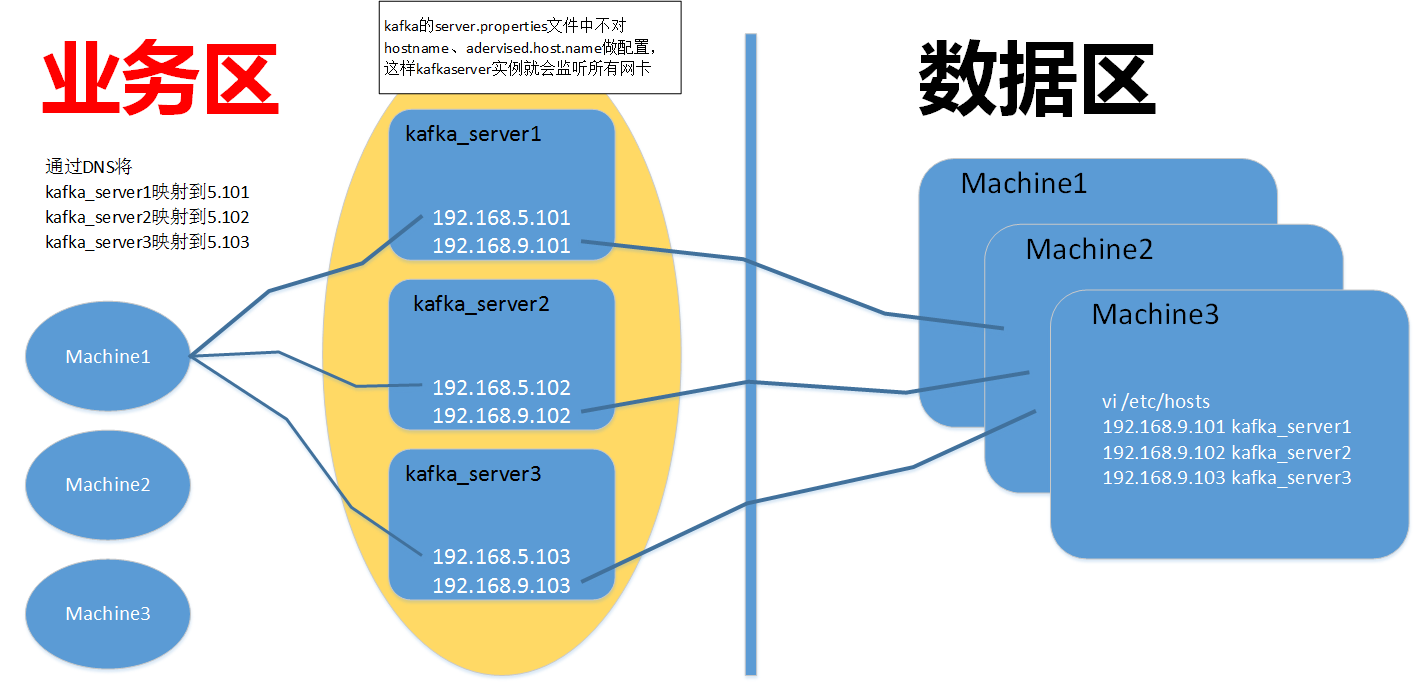 kafka的server.properties文件中不对
hostname、adervised.host.name做配置，
这样kafkaserver实例就会监听所有网卡
业务区
数据区
通过DNS将
kafka_server1映射到5.101
kafka_server2映射到5.102
kafka_server3映射到5.103
kafka_server1
192.168.5.101
192.168.9.101
kafka_server2
192.168.5.102
192.168.9.102
kafka_server3
192.168.5.103
192.168.9.103
Machine1
Machine2
Machine3
Machine1
Machine2
Machine3
vi /etc/hosts
192.168.9.101 kafka_server1
192.168.9.102 kafka_server2
192.168.9.103 kafka_server3